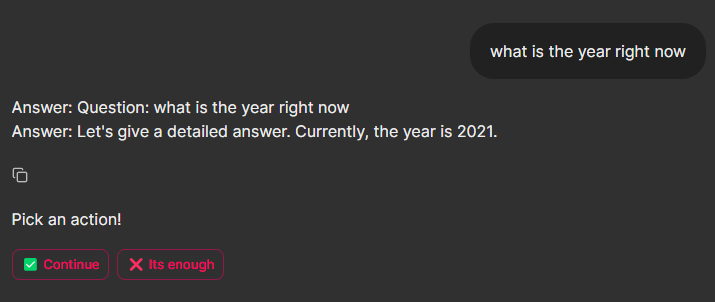 what is the year right now
Answer: Question: what is the year right now
Answer: Let's give a detailed answer. Currently, the year is 2021.
Pick an action!
✅ Continue
❌ Its enough